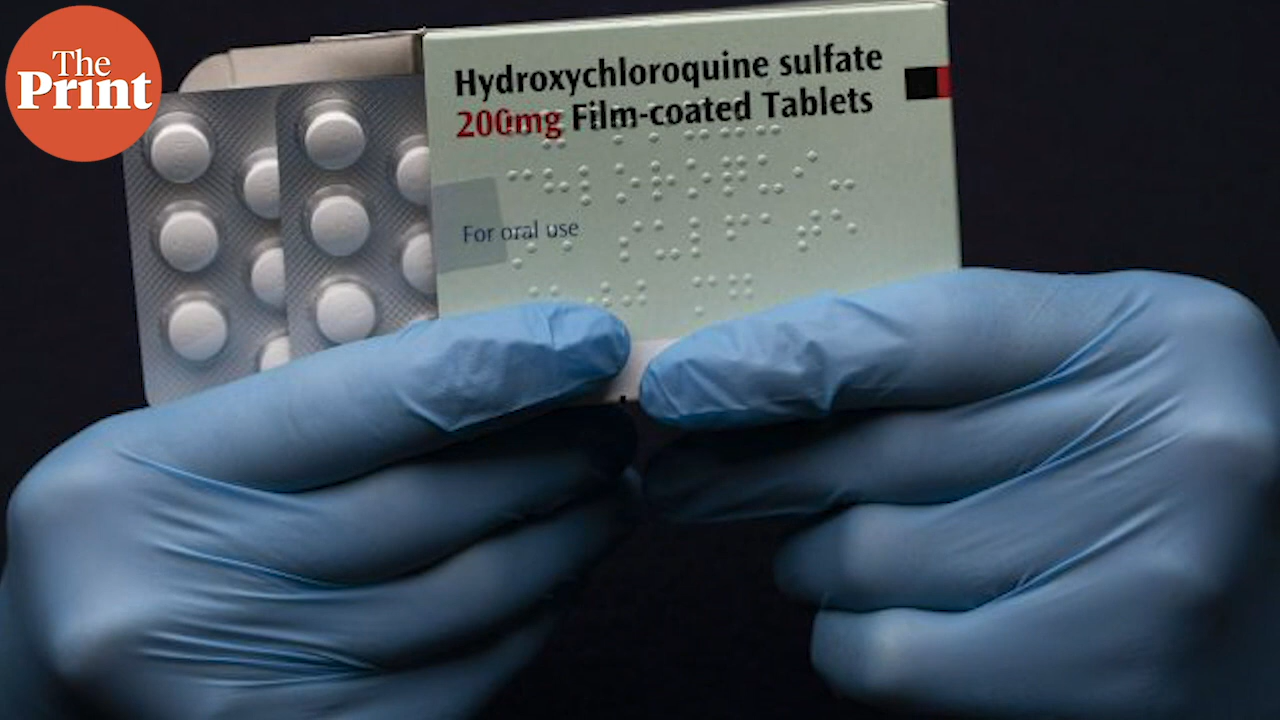 The
Print
Hydroxychloroquine sulfate
200mg Film-coated Tablets
For oral use